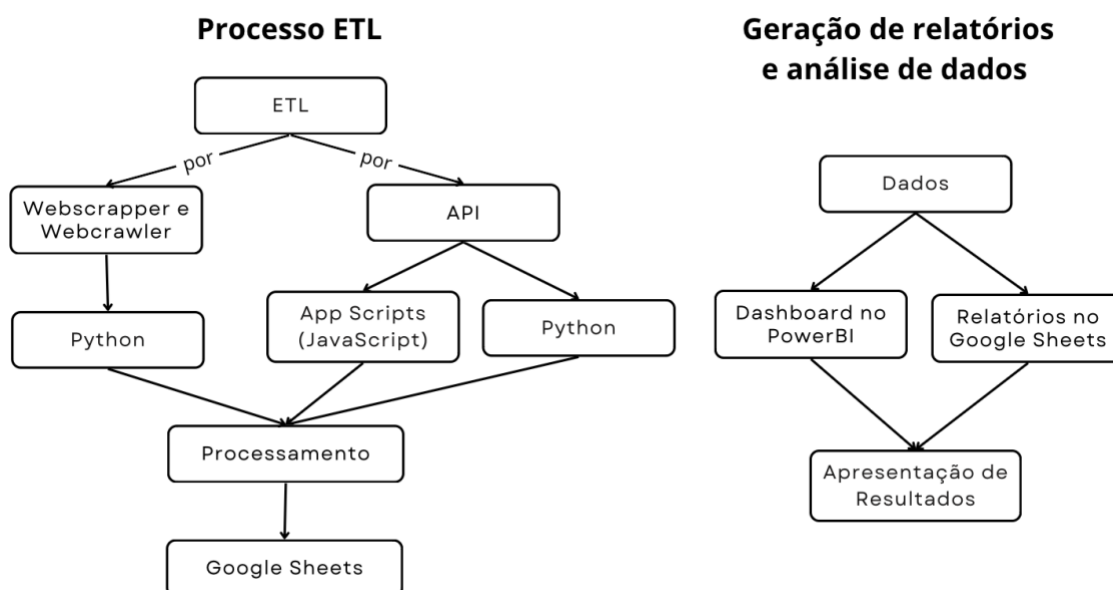 Processo ETL
ETL
por
por
Webscrapper e
Webcrawler
API
Python
App Scripts
(JavaScript)
Python
Processamento
Google Sheets
Geração de relatórios
e análise de dados
Dados
Dashboard no
PowerBI
Relatórios no
Google Sheets
Apresentação de
Resultados